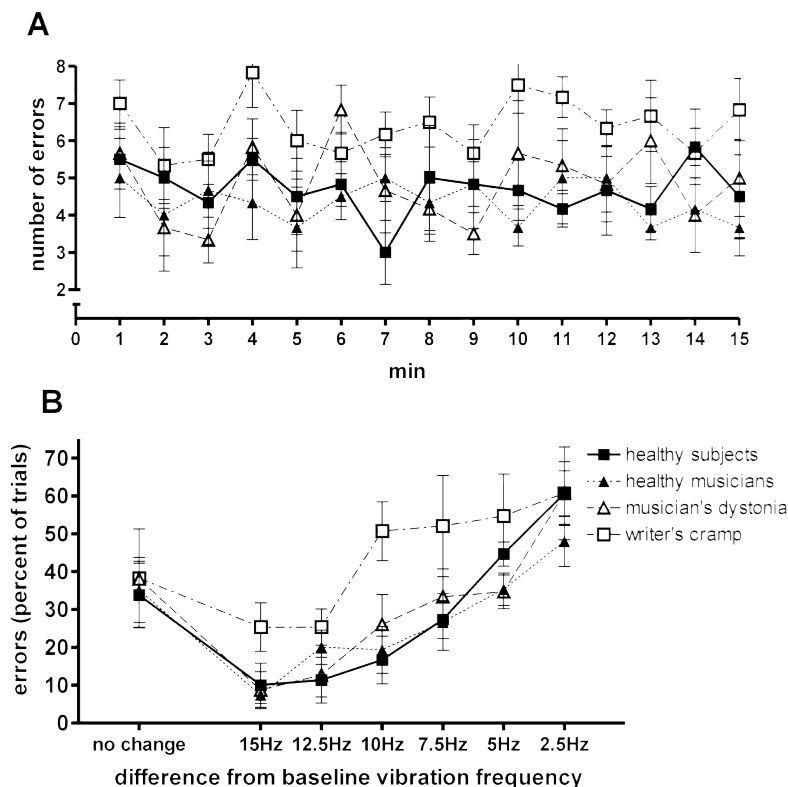 A
number of errors
8
7
6
5
4
3
2
0 1 2 3 4 5 6 7 8 9 10 11 12 13 14 15
min
B
errors (percent of trials)
70
60
50
40
30
20
10
0
healthy subjects
healthy musicians
musician's dystonia
writer's cramp
no change 15Hz 12.5Hz 10Hz 7.5Hz 5Hz 2.5Hz
difference from baseline vibration frequency